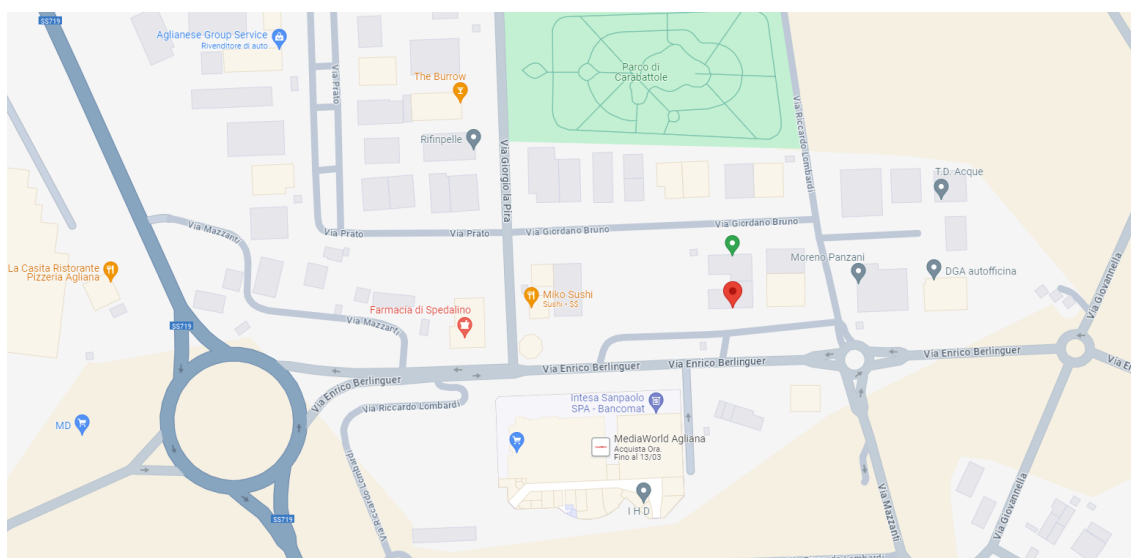 SS719
Aglianese Group Service
Rivenditore di auto
Via Prato
The Burrow
Parco di
Carabattole
Via Riccardo Lombardi
Rifinpelle
Via Giorgio la Pira
T.D. Acque
Via Mazzanti
Via Prato
Via Prato
Via Giordano Bruno
Via Giordano Bruno
La Casita Ristorante
Pizzeria Agliana
Moreno Panzani
DGA autofficina
Via Giovannella
Miko Sushi
Sushi • $$
Farmacia di Spedalino
SS719
Via Mazzanti
Via Enrico Berlinguer
Via Enrico Berlinguer
Via Enrico Berlinguer
Via Enrico Berlinguer
Via En
Via Riccardo Lombardi
Intesa Sanpaolo
SPA - Bancomat
MD
MediaWorld Agliana
Acquista Ora.
Fino al 13/03
Via Riccardo Lombardi
I H D
Via Mazzanti
Via Giovannella
SS719